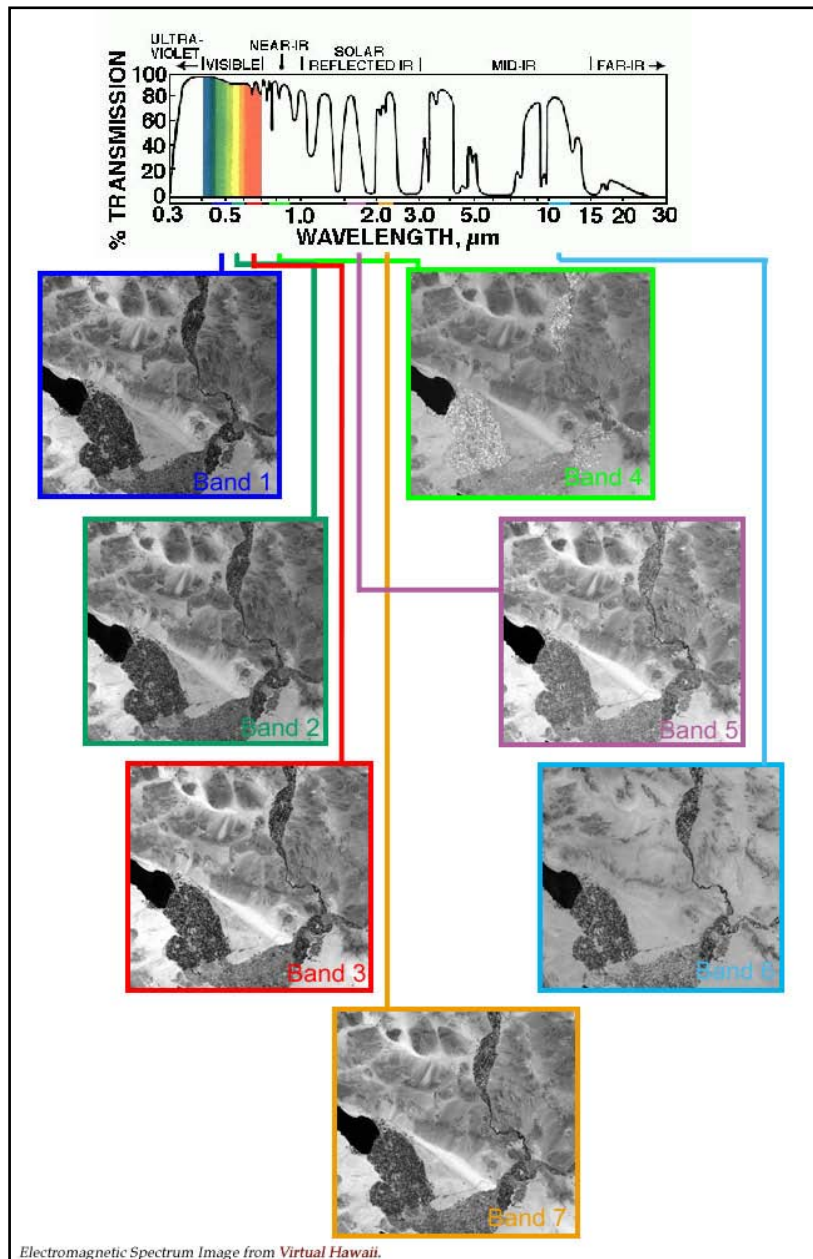 ULTRA-
VIOLET
VISIBLE
NEAR-IR
SOLAR
REFLECTED IR
MID-IR
FAR-IR
% TRANSMISSION
100
80
60
40
20
0
0.3 0.5 1.0 2.0 3.0 5.0 10 15 20 30
WAVELENGTH, µm
Band 1
Band 4
Band 2
Band 5
Band 3
Band 6
Band 7
Electromagnetic Spectrum Image from Virtual Hawaii.